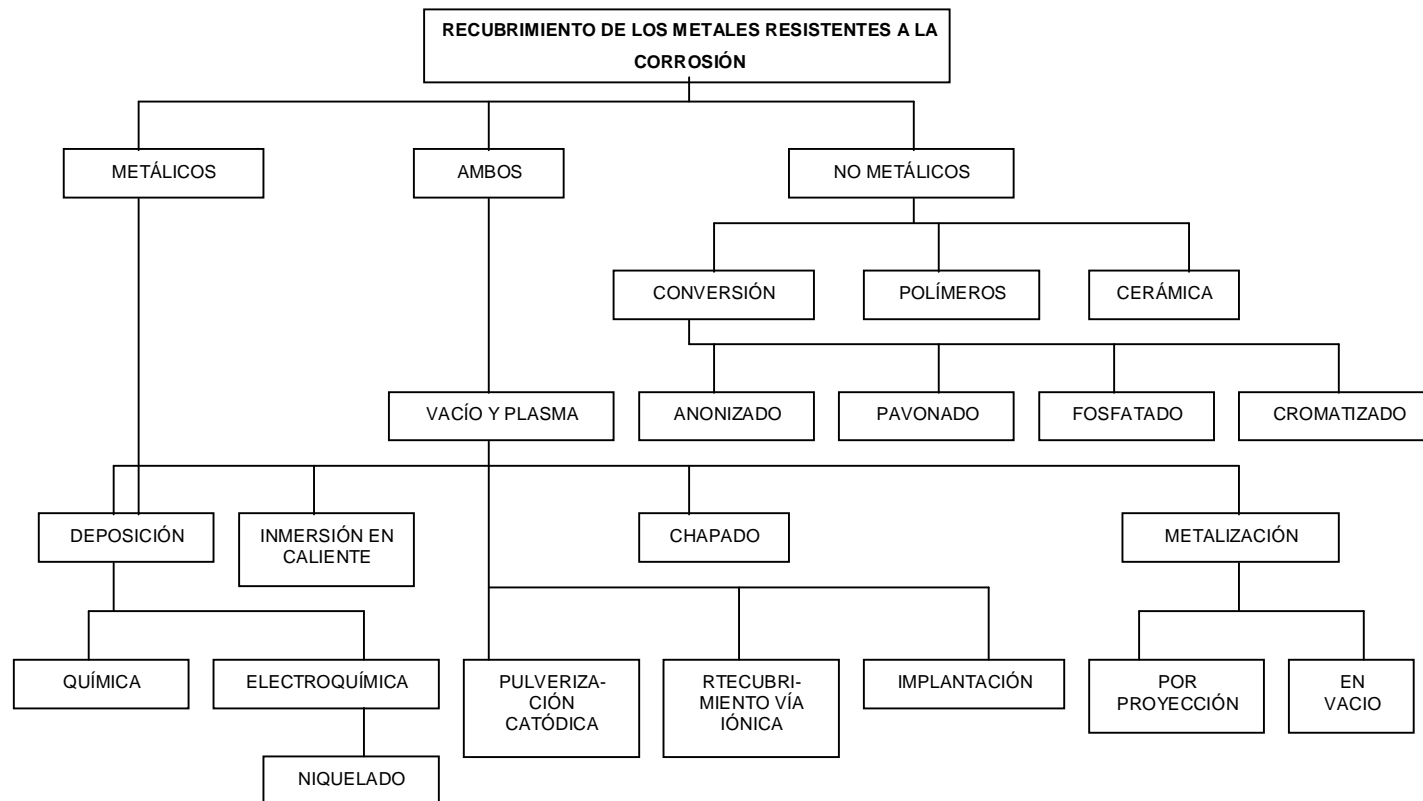 RECUBRIMIENTO DE LOS METALES RESISTENTES A LA
CORROSIÓN
METÁLICOS
AMBOS
NO METÁLICOS
CONVERSIÓN
POLÍMEROS
CERÁMICA
VACÍO Y PLASMA
ANONIZADO
PAVONADO
FOSFATADO
CROMATIZADO
DEPOSICIÓN
INMERSIÓN EN
CALIENTE
CHAPADO
METALIZACIÓN
QUÍMICA
ELECTROQUÍMICA
PULVERIZA-
CIÓN
CATÓDICA
RTECUBRI-
MIENTO VÍA
IÓNICA
IMPLANTACIÓN
POR
PROYECCIÓN
EN
VACIO
NIQUELADO